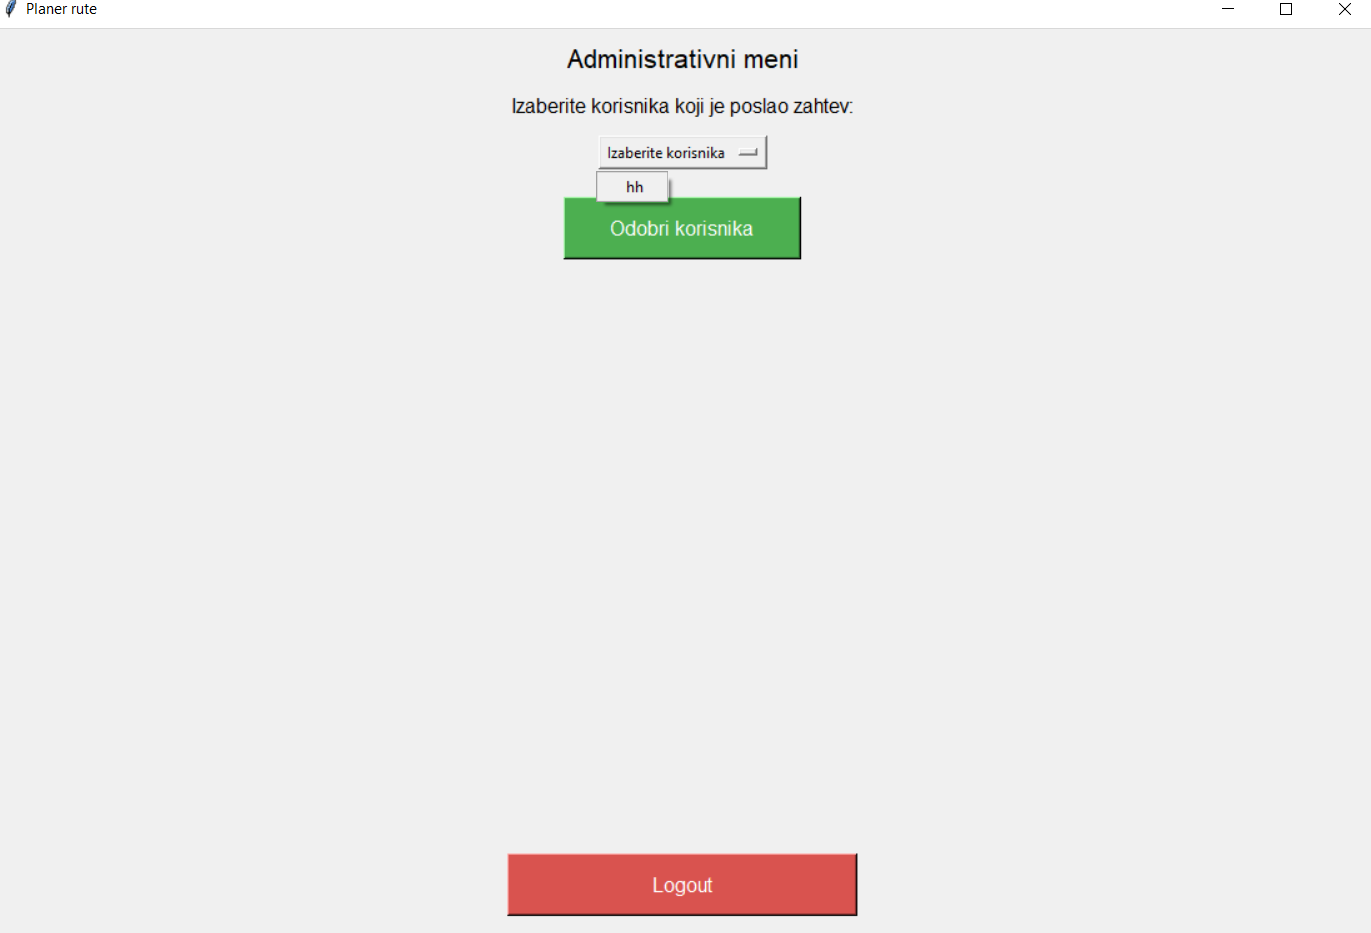 Planer rute
Administrativni meni
Izaberite korisnika koji je poslao zahtev:
Izaberite korisnika
hh
Odobri korisnika
Logout